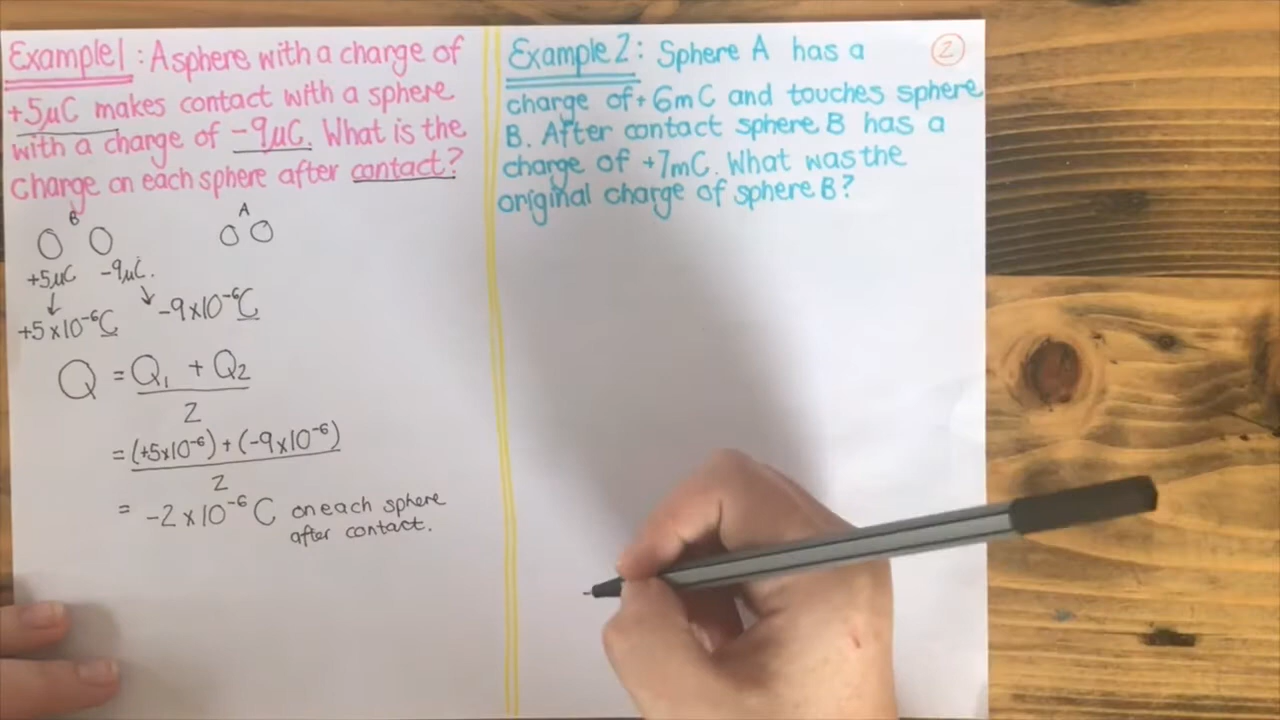 Example 1: A sphere with a charge of
+5μC makes contact with a sphere
with a charge of -9μC. What is the
charge on each sphere after contact?
B
A
+5μC -9μC.
+5x10⁻⁶C
-9x10⁻⁶C
Q = Q₁ + Q₂
2
= (+5x10⁻⁶) + (-9x10⁻⁶)
2
= -2x10⁻⁶ C on each sphere
after contact.
Example 2: Sphere A has a
2
charge of +6mC and touches sphere
B. After contact sphere B has a
charge of +7mC. What was the
original charge of sphere B?